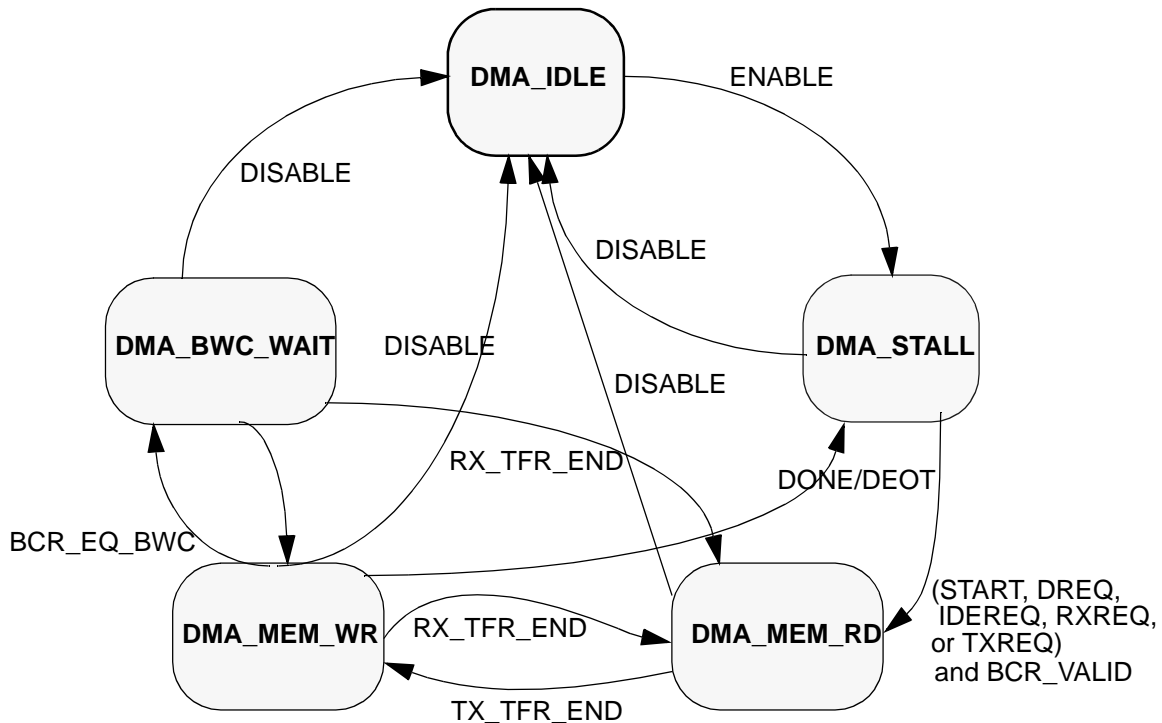 DMA_IDLE
ENABLE
DISABLE
DISABLE
DMA_BWC_WAIT
DISABLE
DMA_STALL
DISABLE
RX_TFR_END
DONE/DEOT
BCR_EQ_BWC
(START, DREQ,
IDEREQ, RXREQ,
or TXREQ)
and BCR_VALID
DMA_MEM_WR
RX_TFR_END
DMA_MEM_RD
TX_TFR_END